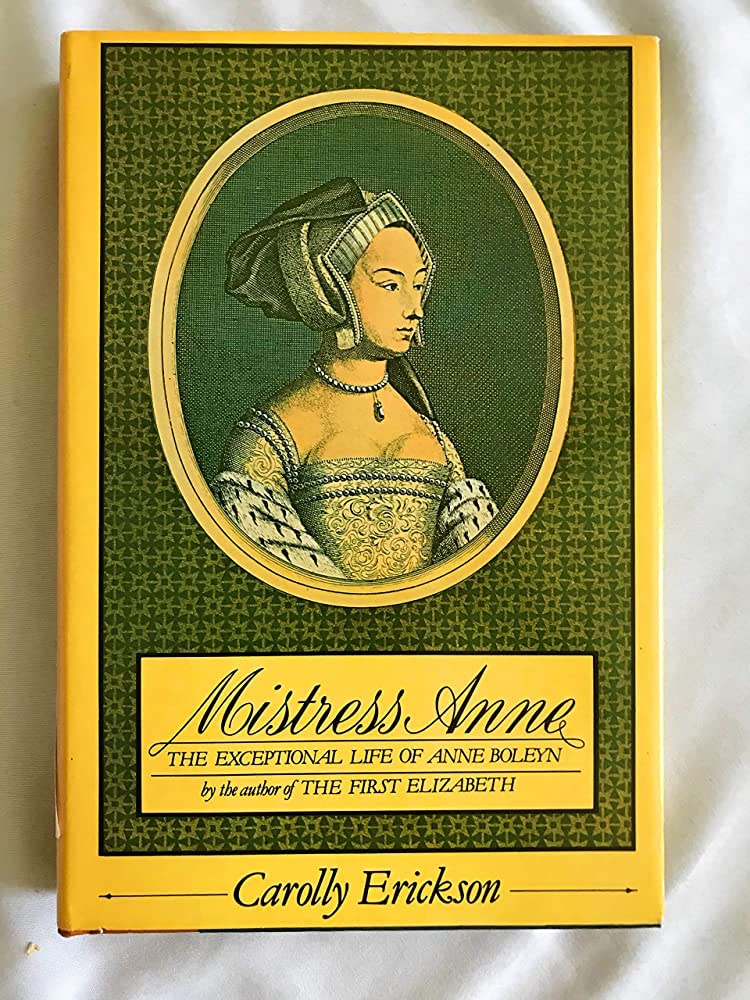 Mistress Anne
THE EXCEPTIONAL LIFE OF ANNE BOLEYN
by the author of THE FIRST ELIZABETH
Carolly Erickson